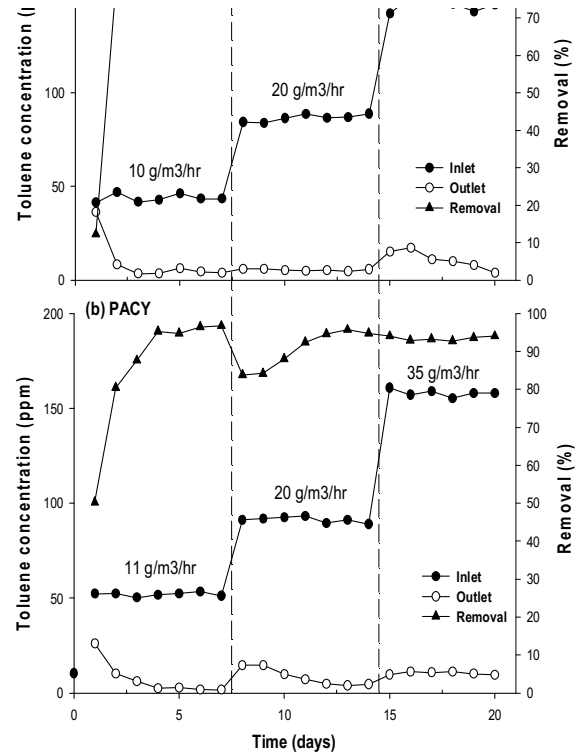 Toluene concentration (
Removal (%)
70
60
100
50
20 g/m3/hr
40
10 g/m3/hr
30
50
Inlet
20
Outlet
Removal
10
0
0
(b) PACY
200
100
90
35 g/m3/hr
80
150
70
60
Toluene concentration (ppm)
Removal (%)
20 g/m3/hr
100
50
40
11 g/m3/hr
50
30
Inlet
20
Outlet
Removal
10
0
0
0 5 10 15 20
Time (days)